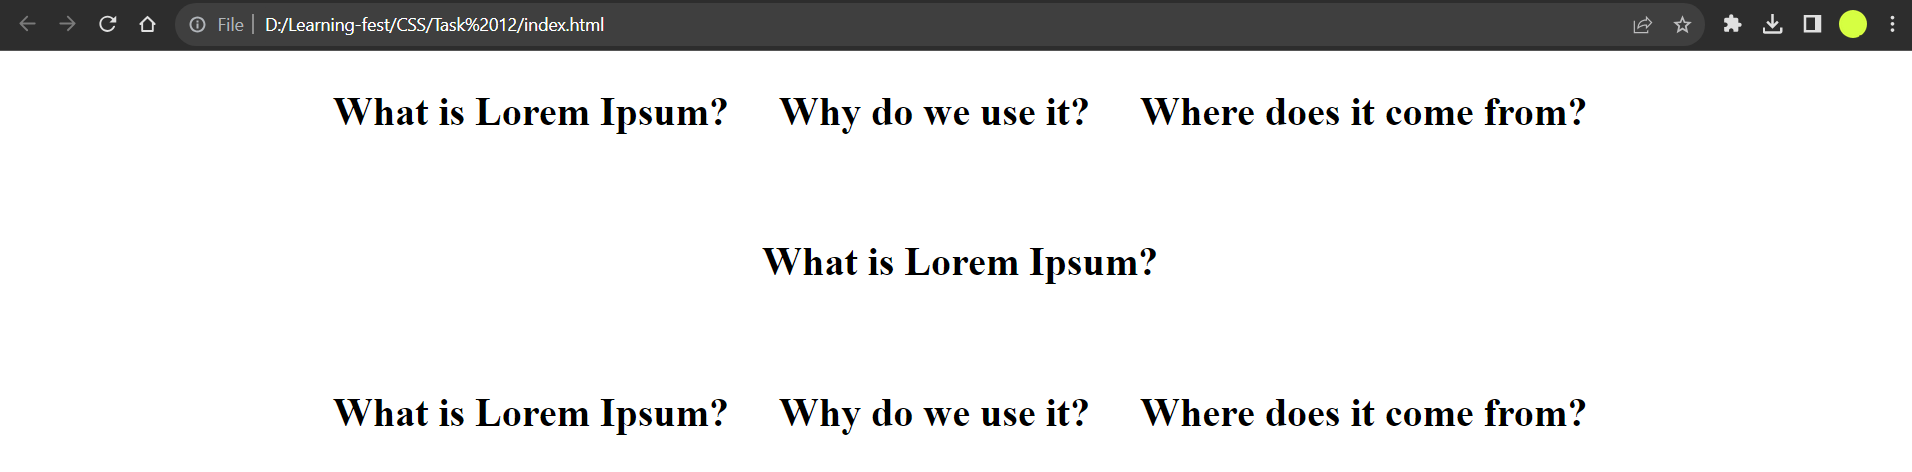 File D:/Learning-fest/CSS/Task%2012/index.html
What is Lorem Ipsum? Why do we use it? Where does it come from?
What is Lorem Ipsum?
What is Lorem Ipsum? Why do we use it? Where does it come from?